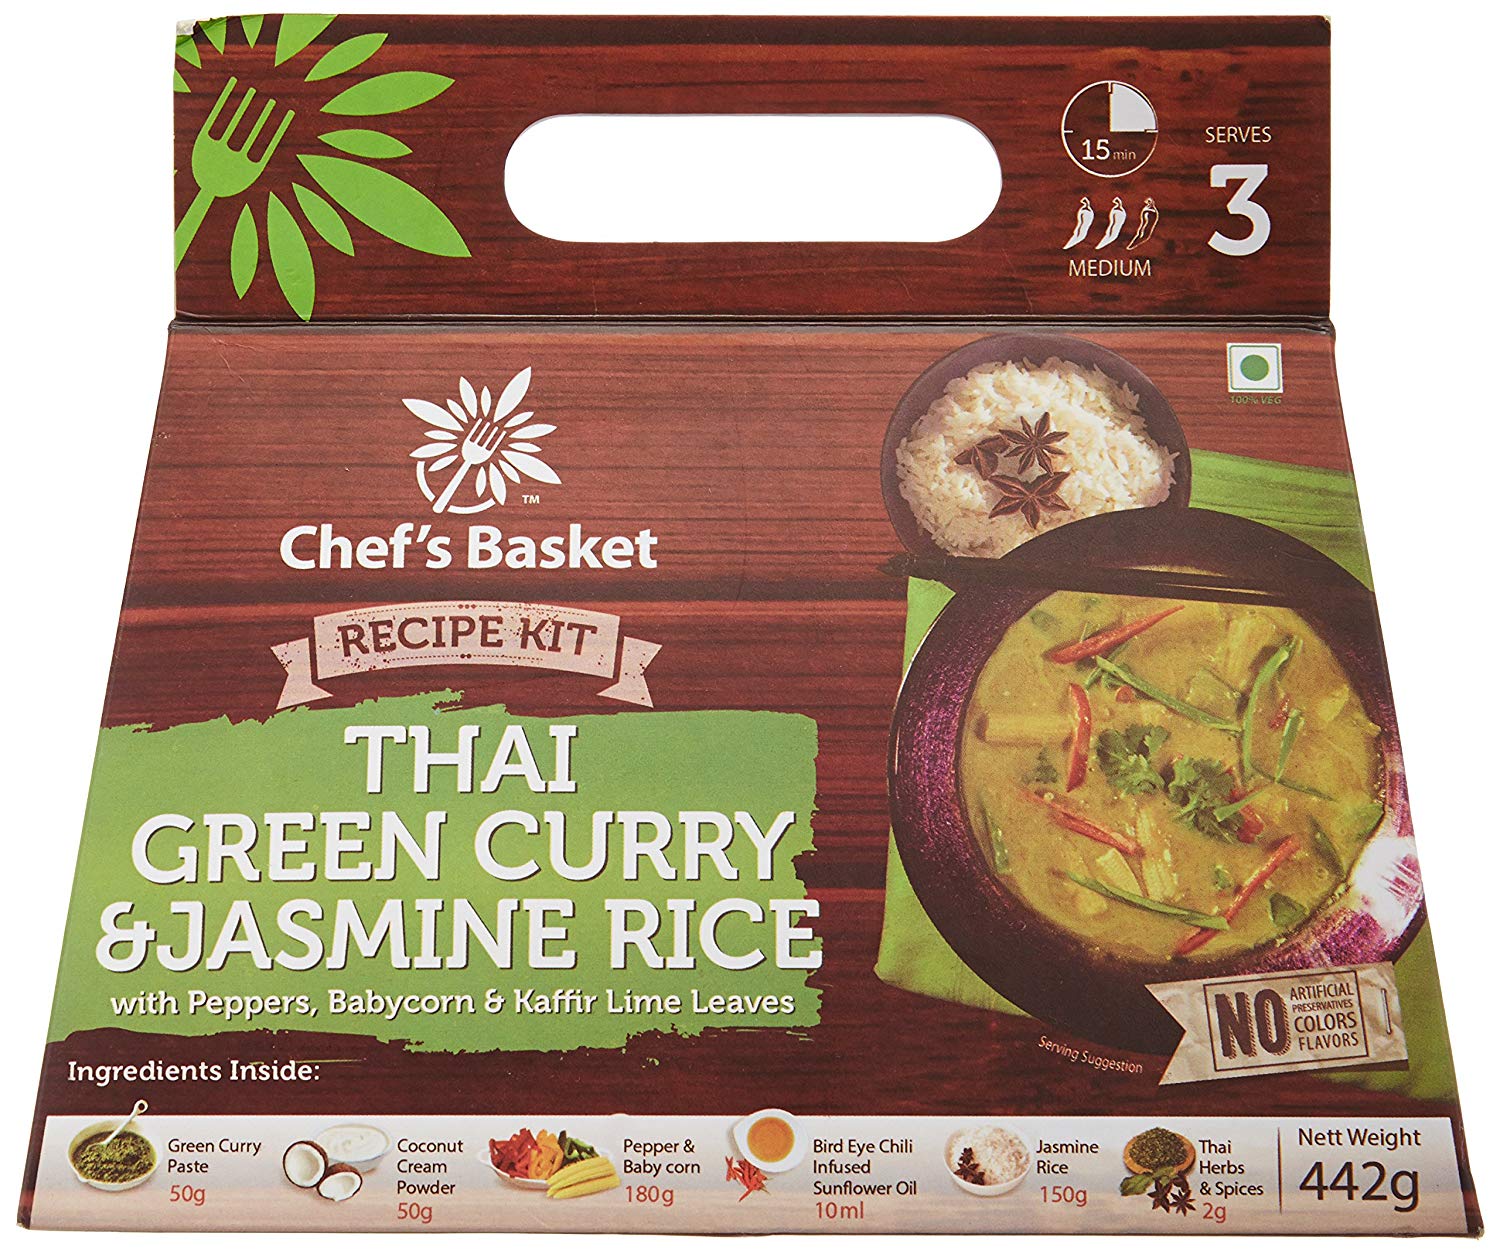 15 min
MEDIUM
SERVES
3
100% VEG
TM
Chef's Basket
RECIPE KIT
THAI
GREEN CURRY
&JASMINE RICE
with Peppers, Babycorn & Kaffir Lime Leaves
NO
ARTIFICIAL
PRESERVATIVES
COLORS
FLAVORS
Serving Suggestion
Ingredients Inside:
Green Curry
Paste
50g
Coconut
Cream
Powder
50g
Pepper &
Baby corn
180g
Bird Eye Chili
Infused
Sunflower Oil
10ml
Jasmine
Rice
150g
Thai
Herbs
& Spices
2g
Nett Weight
442g